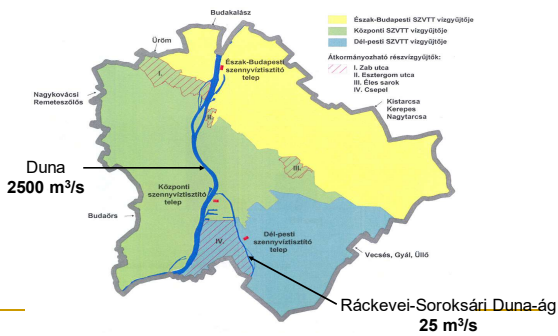 Budakalász
Észak-Budapesti SZVTT vízgyűjtője
Központi SZVTT vízgyűjtője
Dél-pesti SZVTT vízgyűjtője
Átkormányozható részvízgyűjtők:
I. Zab utca
II. Esztergom utca
III. Éles sarok
IV. Csepel
Üröm
I.
Észak-Budapesti
szennyvíztisztító
telep
Nagykovácsi
Remeteszőlős
Kistarcsa
Kerepes
Nagytarcsa
II.
III.
Duna
2500 m³/s
Központi
szennyvíztisztító
telep
Budaörs
IV.
Dél-pesti
szennyvíztisztító
telep
Vecsés, Gyál, Üllő
Ráckevei-Soroksári Duna-ág
25 m³/s